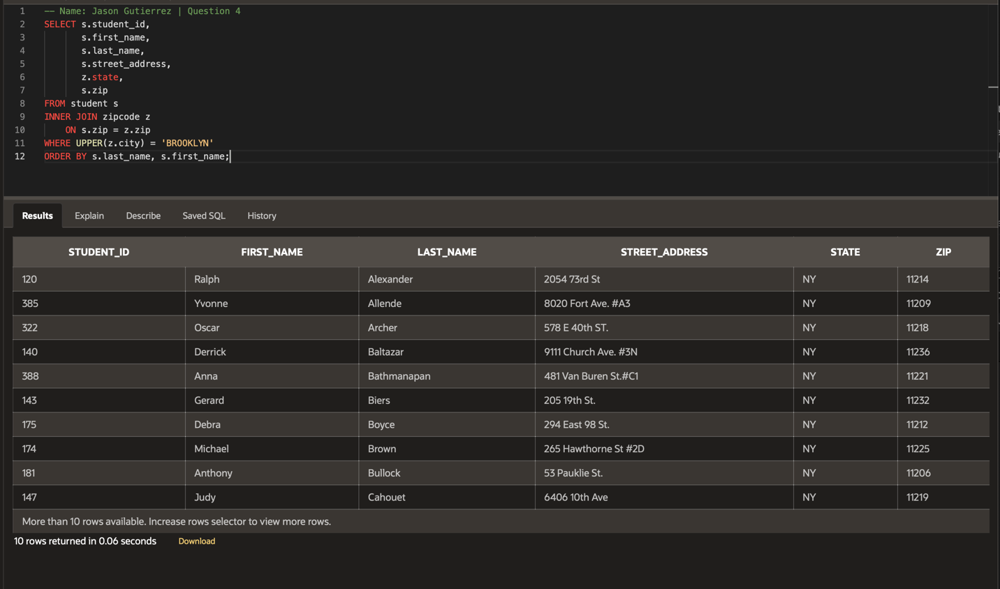 1 -- Name: Jason Gutierrez | Question 4
2 SELECT s.student_id,
3 s.first_name,
4 s.last_name,
5 s.street_address,
6 z.state,
7 s.zip
8 FROM student s
9 INNER JOIN zipcode z
10 ON s.zip = z.zip
11 WHERE UPPER(z.city) = 'BROOKLYN'
12 ORDER BY s.last_name, s.first_name;
Results Explain Describe Saved SQL History
STUDENT_ID FIRST_NAME LAST_NAME STREET_ADDRESS STATE ZIP
120 Ralph Alexander 2054 73rd St NY 11214
385 Yvonne Allende 8020 Fort Ave. #A3 NY 11209
322 Oscar Archer 578 E 40th ST. NY 11218
140 Derrick Baltazar 9111 Church Ave. #3N NY 11236
388 Anna Bathmanapan 481 Van Buren St.#C1 NY 11221
143 Gerard Biers 205 19th St. NY 11232
175 Debra Boyce 294 East 98 St. NY 11212
174 Michael Brown 265 Hawthorne St #2D NY 11225
181 Anthony Bullock 53 Pauklie St. NY 11206
147 Judy Cahouet 6406 10th Ave NY 11219
More than 10 rows available. Increase rows selector to view more rows.
10 rows returned in 0.06 seconds Download